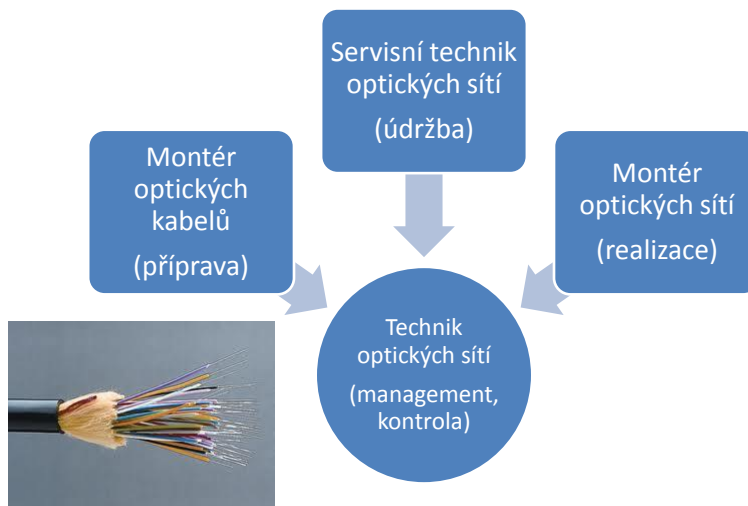 Servisní technik
optických sítí
(údržba)
Montér
optických
kabelů
(příprava)
Montér
optických sítí
(realizace)
Technik
optických sítí
(management,
kontrola)